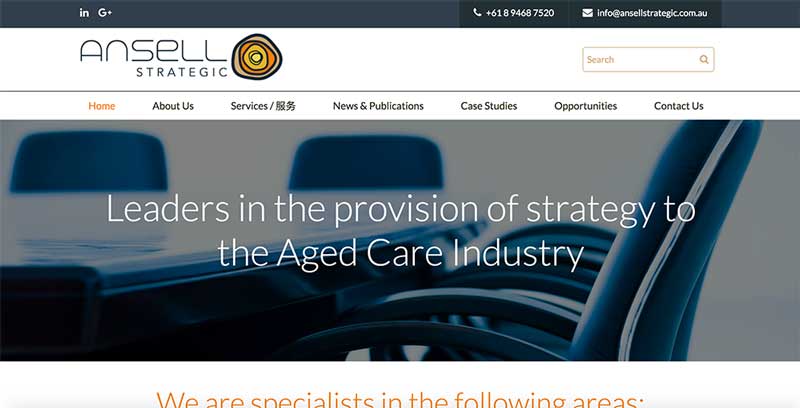 in G+ +61 8 9468 7520 info@ansellstrategic.com.au
ANSELL
STRATEGIC
Search
Home About Us Services / 服务 News & Publications Case Studies Opportunities Contact Us
Leaders in the provision of strategy to
the Aged Care Industry
We are specialists in the following areas: